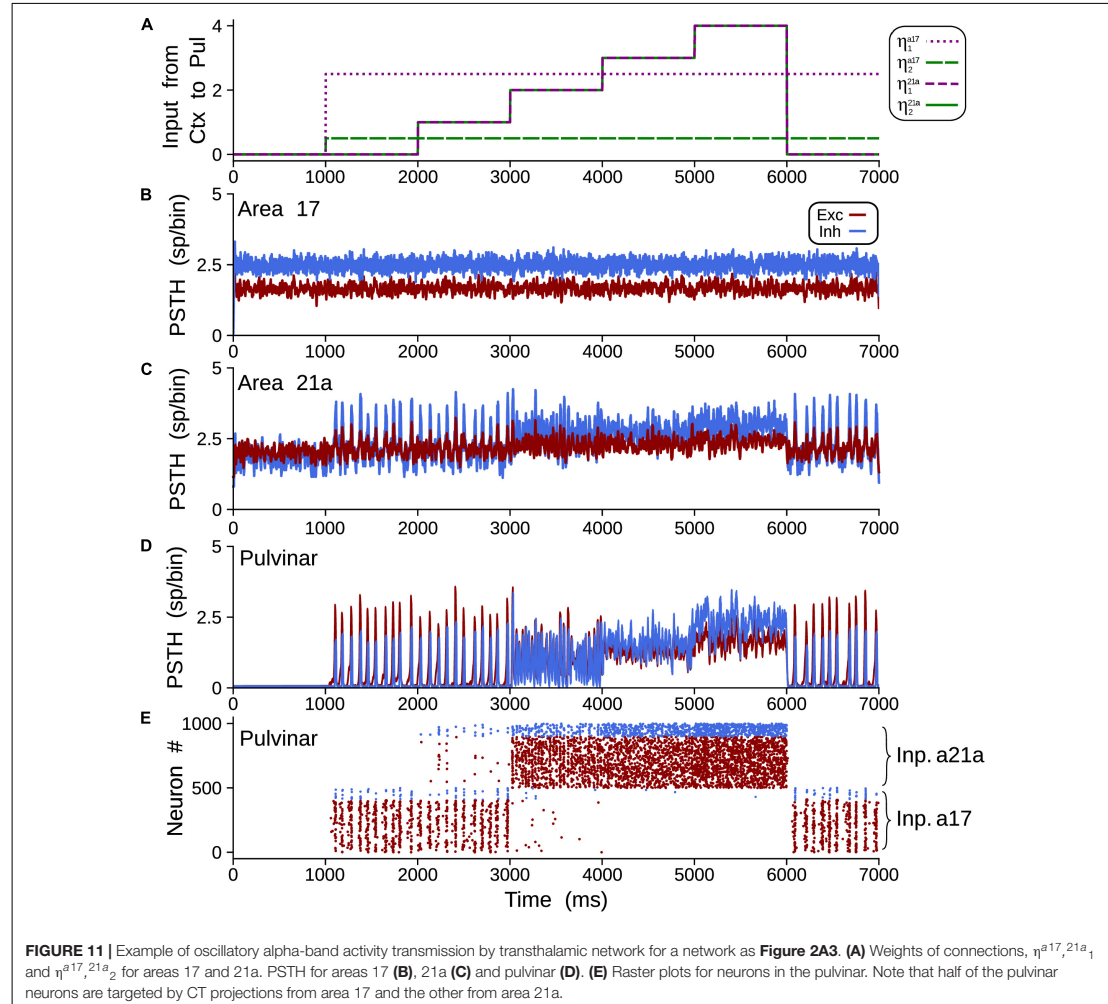 A
Input from
Ctx to Pul
4
2
0
0 1000 2000 3000 4000 5000 6000 7000
η₁ᵃ¹⁷
η₂ᵃ¹⁷
η₁²¹ᵃ
η₂²¹ᵃ
B
PSTH (sp/bin)
5
2.5
0
Area 17
Exc
Inh
0 1000 2000 3000 4000 5000 6000 7000
C
PSTH (sp/bin)
5
2.5
0
Area 21a
0 1000 2000 3000 4000 5000 6000 7000
D
PSTH (sp/bin)
5
2.5
0
Pulvinar
0 1000 2000 3000 4000 5000 6000 7000
E
Neuron #
1000
500
0
Pulvinar
Inp. a21a
Inp. a17
0 1000 2000 3000 4000 5000 6000 7000
Time (ms)
FIGURE 11 | Example of oscillatory alpha-band activity transmission by transthalamic network for a network as Figure 2A3. (A) Weights of connections, ηᵃ¹⁷,²¹ᵃ₁
and ηᵃ¹⁷,²¹ᵃ₂ for areas 17 and 21a. PSTH for areas 17 (B), 21a (C) and pulvinar (D). (E) Raster plots for neurons in the pulvinar. Note that half of the pulvinar
neurons are targeted by CT projections from area 17 and the other from area 21a.